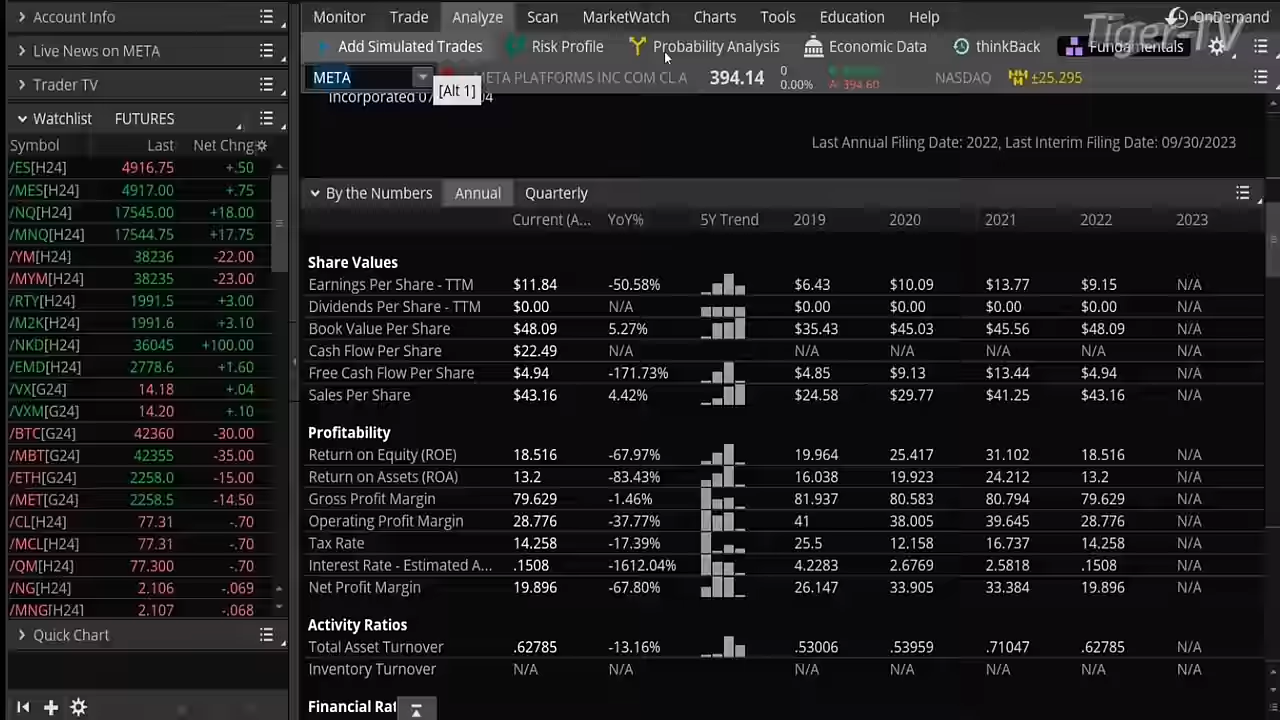 Account Info
Live News on META
Trader TV
Watchlist FUTURES
Symbol Last Net Chng
/ES[H24] 4916.75 +.50
/MES[H24] 4917.00 +.75
/NQ[H24] 17545.00 +18.00
/MNQ[H24] 17544.75 +17.75
/YM[H24] 38236 -22.00
/MYM[H24] 38235 -23.00
/RTY[H24] 1991.5 +3.00
/M2K[H24] 1991.6 +3.10
/NKD[H24] 36045 +100.00
/EMD[H24] 2778.6 +1.60
/VX[G24] 14.18 +.04
/VXM[G24] 14.20 +.10
/BTC[G24] 42360 -30.00
/MBT[G24] 42355 -35.00
/ETH[G24] 2258.0 -15.00
/MET[G24] 2258.5 -14.50
/CL[H24] 77.31 -.70
/MCL[H24] 77.31 -.70
/QM[H24] 77.300 -.70
/NG[H24] 2.106 -.069
/MNG[H24] 2.107 -.068
Quick Chart
Monitor Trade Analyze Scan MarketWatch Charts Tools Education Help OnDemand
Tiger-TV
Add Simulated Trades Risk Profile Probability Analysis Economic Data thinkBack Fundamentals
META META PLATFORMS INC COM CL A 394.14 0 NASDAQ ±25.295
0.00% A: 394.60
[Alt 1]
Incorporated
Last Annual Filing Date: 2022, Last Interim Filing Date: 09/30/2023
By the Numbers Annual Quarterly
Current (A... YoY% 5Y Trend 2019 2020 2021 2022 2023
Share Values
Earnings Per Share - TTM $11.84 -50.58% $6.43 $10.09 $13.77 $9.15 N/A
Dividends Per Share - TTM $0.00 N/A $0.00 $0.00 $0.00 $0.00 N/A
Book Value Per Share $48.09 5.27% $35.43 $45.03 $45.56 $48.09 N/A
Cash Flow Per Share $22.49 N/A N/A N/A N/A N/A N/A
Free Cash Flow Per Share $4.94 -171.73% $4.85 $9.13 $13.44 $4.94 N/A
Sales Per Share $43.16 4.42% $24.58 $29.77 $41.25 $43.16 N/A
Profitability
Return on Equity (ROE) 18.516 -67.97% 19.964 25.417 31.102 18.516 N/A
Return on Assets (ROA) 13.2 -83.43% 16.038 19.923 24.212 13.2 N/A
Gross Profit Margin 79.629 -1.46% 81.937 80.583 80.794 79.629 N/A
Operating Profit Margin 28.776 -37.77% 41 38.005 39.645 28.776 N/A
Tax Rate 14.258 -17.39% 25.5 12.158 16.737 14.258 N/A
Interest Rate - Estimated A... .1508 -1612.04% 4.2283 2.6769 2.5818 .1508 N/A
Net Profit Margin 19.896 -67.80% 26.147 33.905 33.384 19.896 N/A
Activity Ratios
Total Asset Turnover .62785 -13.16% .53006 .53959 .71047 .62785 N/A
Inventory Turnover N/A N/A N/A N/A N/A N/A N/A
Financial Rat